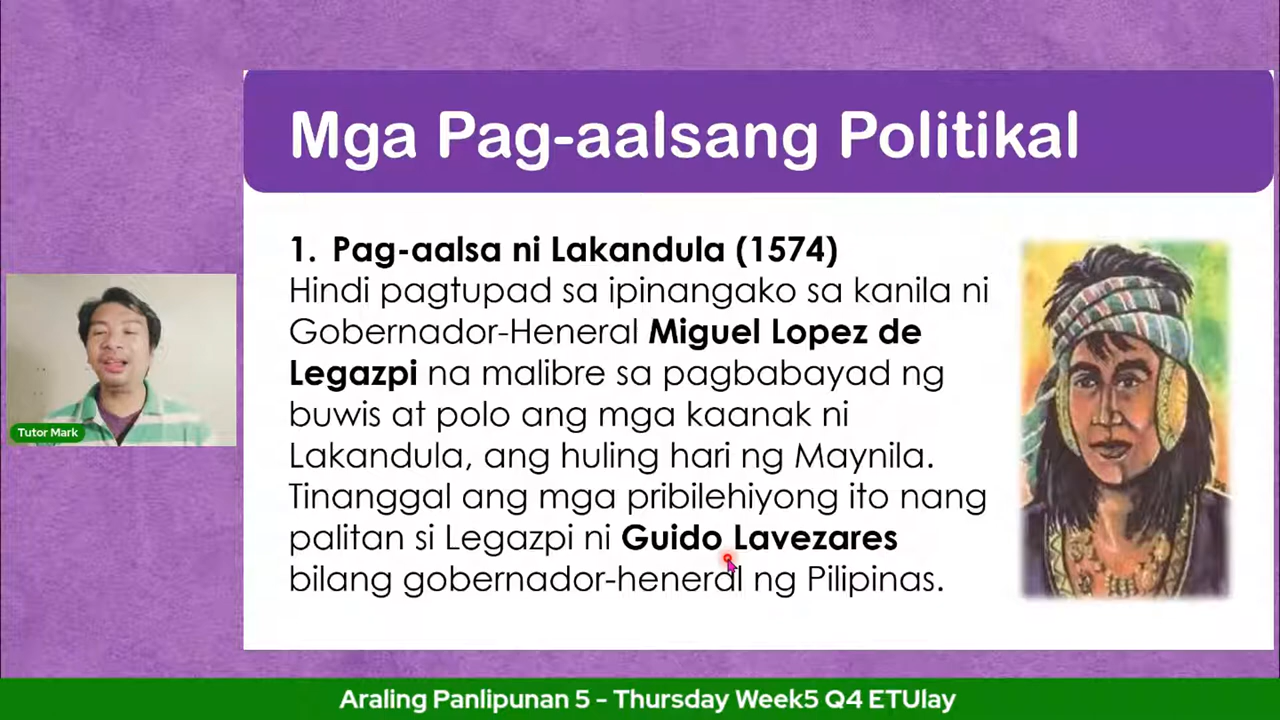 Mga Pag-aalsang Politikal
1. Pag-aalsa ni Lakandula (1574)
Hindi pagtupad sa ipinangako sa kanila ni
Gobernador-Heneral Miguel Lopez de
Legazpi na malibre sa pagbabayad ng
buwis at polo ang mga kaanak ni
Lakandula, ang huling hari ng Maynila.
Tinanggal ang mga pribilehiyong ito nang
palitan si Legazpi ni Guido Lavezares
bilang gobernador-heneral ng Pilipinas.
Tutor Mark
Araling Panlipunan 5 - Thursday Week5 Q4 ETUlay